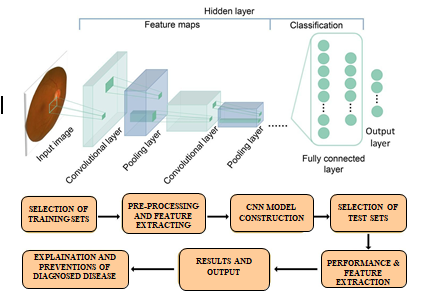 Hidden layer
Feature maps
Classification
Input image
Convolutional layer
Pooling layer
Convolutional layer
Pooling layer
Fully connected
layer
Output
layer
SELECTION OF
TRAINING SETS
PRE-PROCESSING
AND FEATURE
EXTRACTING
CNN MODEL
CONSTRUCTION
SELECTION OF
TEST SETS
PERFORMANCE &
FEATURE
EXTRACTION
RESULTS AND
OUTPUT
EXPLAINATION AND
PREVENTIONS OF
DIAGNOSED DISEASE